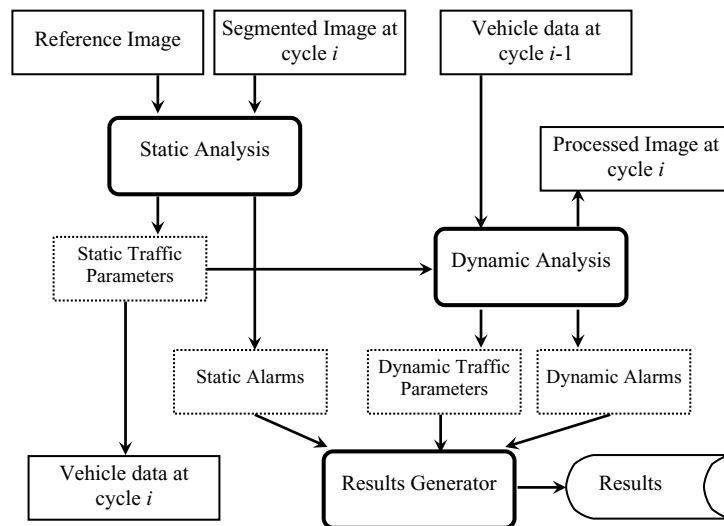 Reference Image
Segmented Image at
cycle i
Vehicle data at
cycle i-1
Static Analysis
Processed Image at
cycle i
Static Traffic
Parameters
Dynamic Analysis
Static Alarms
Dynamic Traffic
Parameters
Dynamic Alarms
Vehicle data at
cycle i
Results Generator
Results